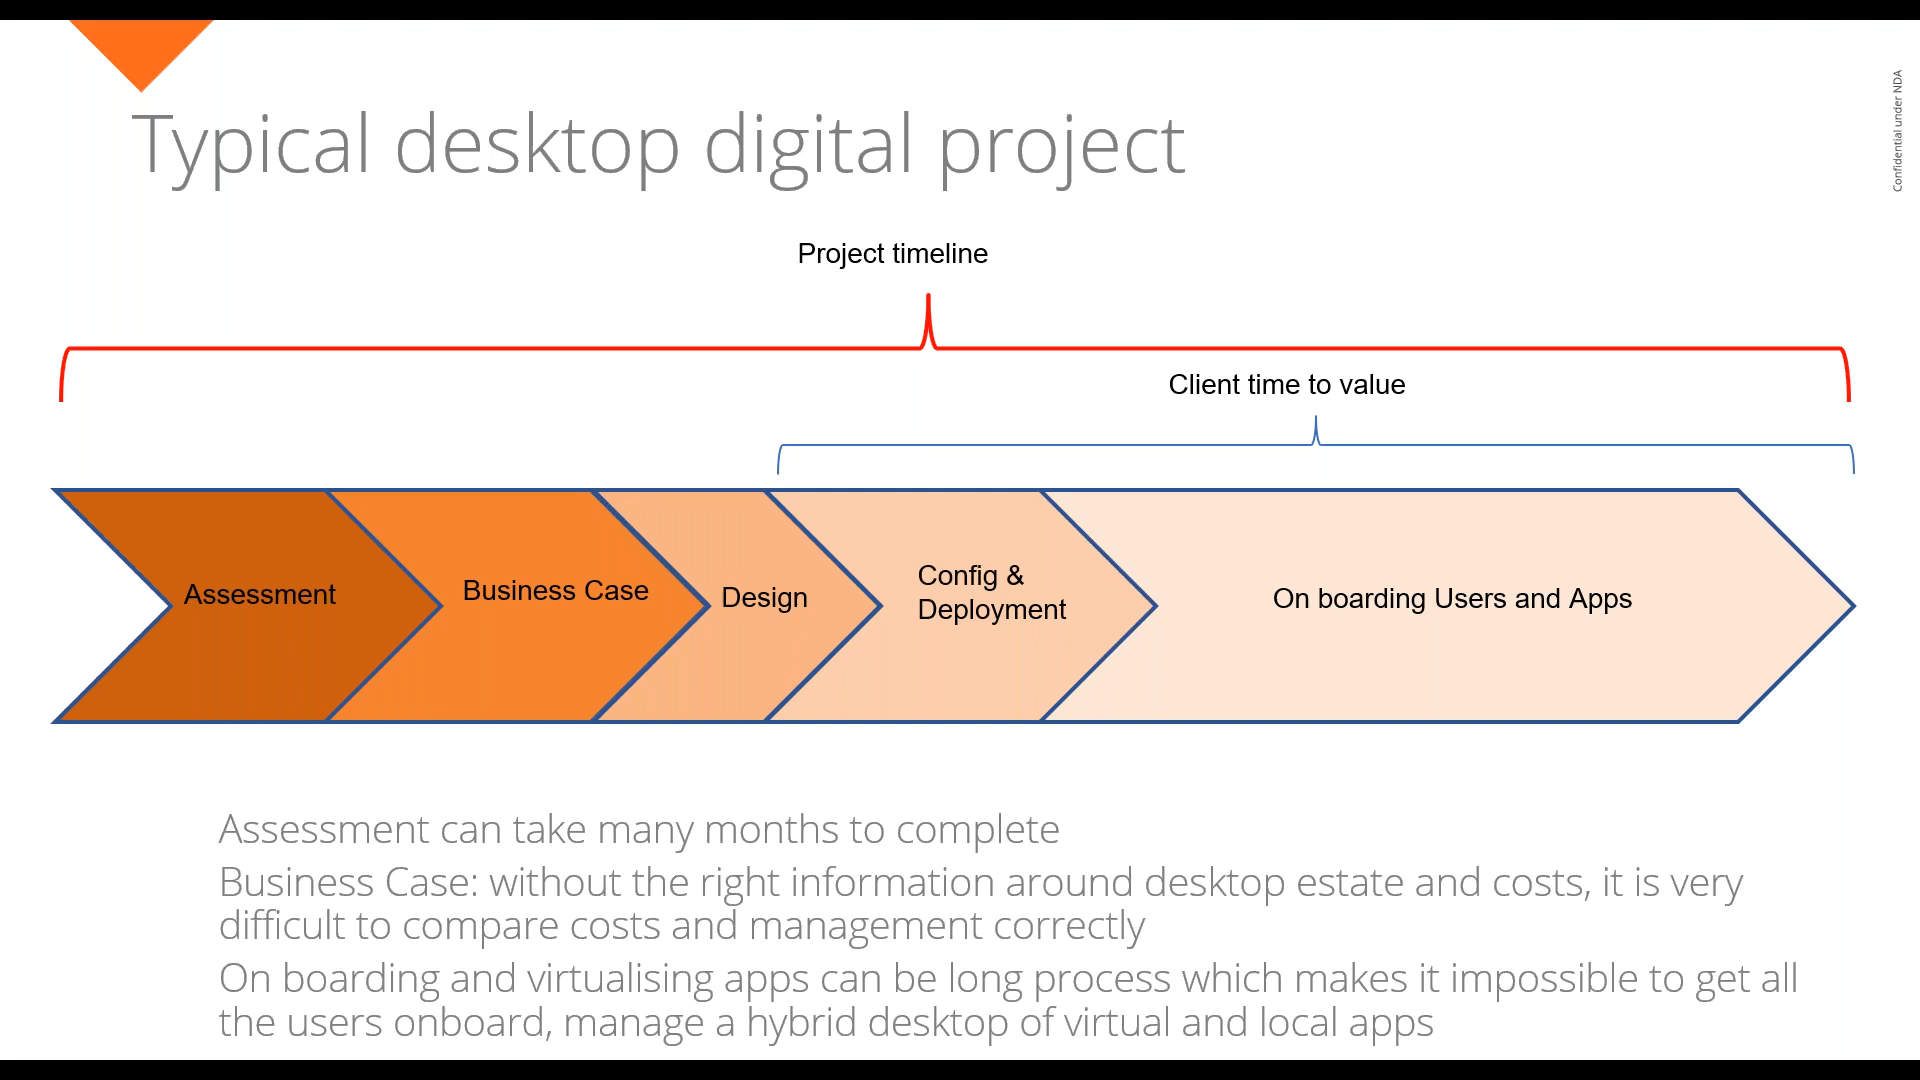 Confidential under NDA
Typical desktop digital project
Project timeline
Client time to value
Assessment
Business Case
Design
Config &
Deployment
On boarding Users and Apps
Assessment can take many months to complete
Business Case: without the right information around desktop estate and costs, it is very
difficult to compare costs and management correctly
On boarding and virtualising apps can be long process which makes it impossible to get all
the users onboard, manage a hybrid desktop of virtual and local apps